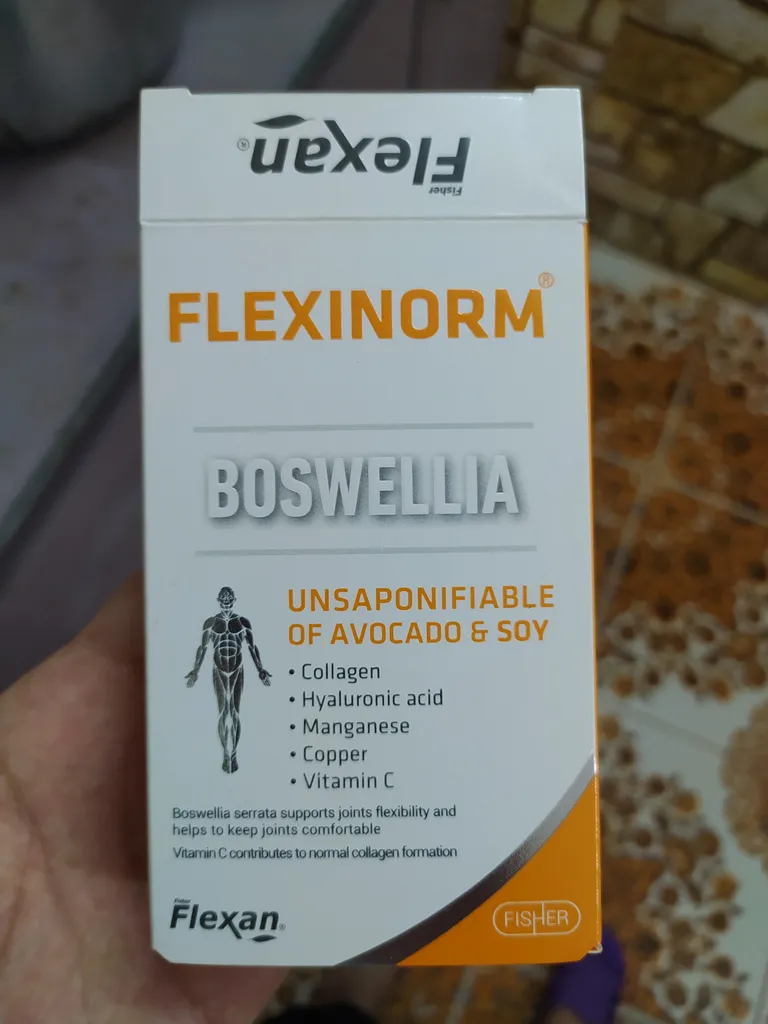 Fisher
Flexan®
FLEXINORM®
BOSWELLIA
UNSAPONIFIABLE
OF AVOCADO & SOY
• Collagen
• Hyaluronic acid
• Manganese
• Copper
• Vitamin C
Boswellia serrata supports joints flexibility and
helps to keep joints comfortable
Vitamin C contributes to normal collagen formation
Fisher
Flexan®
FISHER